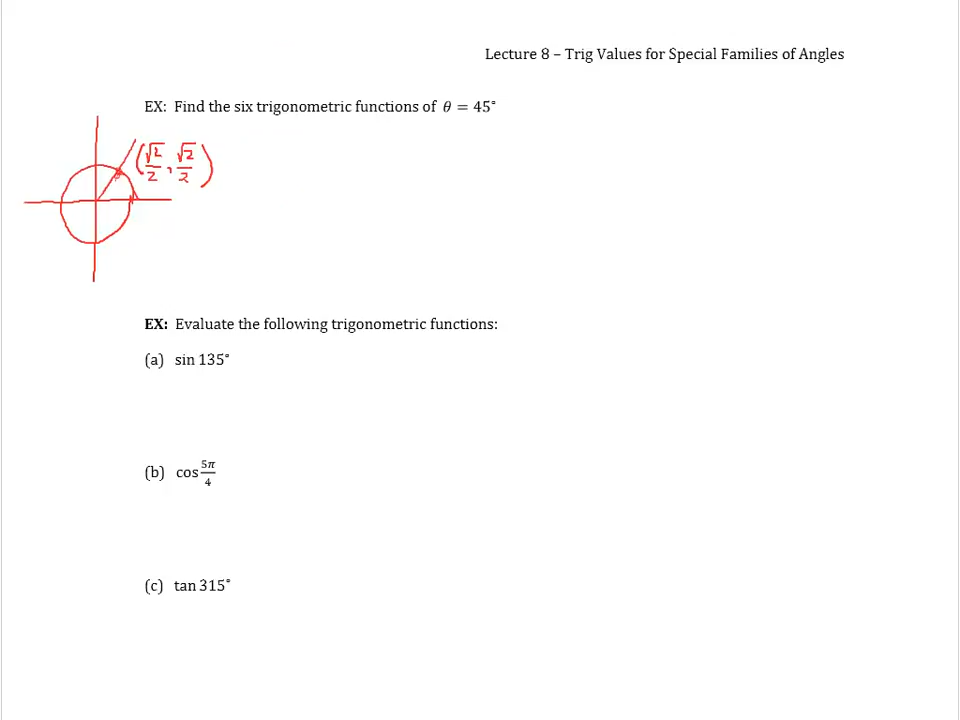 Lecture 8 – Trig Values for Special Families of Angles
EX: Find the six trigonometric functions of θ = 45°
(√2/2, √2/2)
EX: Evaluate the following trigonometric functions:
(a) sin 135°
(b) cos 5π/4
(c) tan 315°